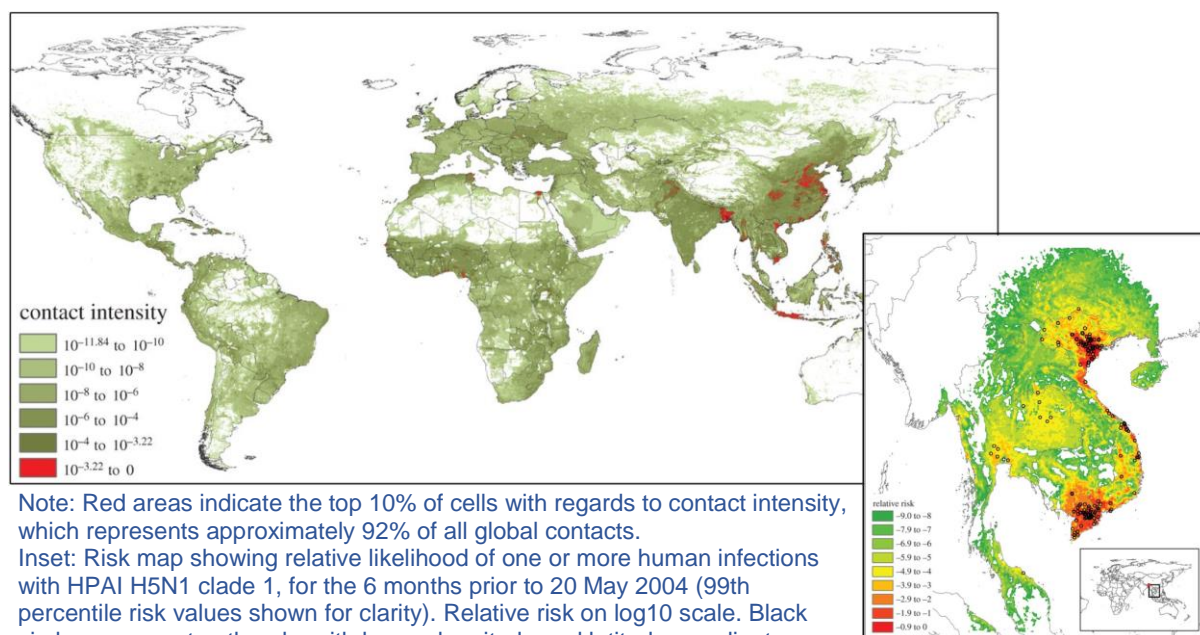 contact intensity
10^−11.84 to 10^−10
10^−10 to 10^−8
10^−8 to 10^−6
10^−6 to 10^−4
10^−4 to 10^−3.22
10^−3.22 to 0
relative risk
−9.0 to −8
−7.9 to −7
−6.9 to −6
−5.9 to −5
−4.9 to −4
−3.9 to −3
−2.9 to −2
−1.9 to −1
−0.9 to 0
Note: Red areas indicate the top 10% of cells with regards to contact intensity,
which represents approximately 92% of all global contacts.
Inset: Risk map showing relative likelihood of one or more human infections
with HPAI H5N1 clade 1, for the 6 months prior to 20 May 2004 (99th
percentile risk values shown for clarity). Relative risk on log10 scale. Black